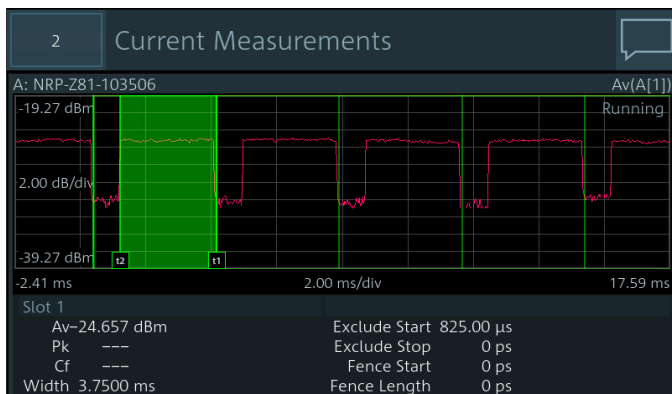 2 Current Measurements
A: NRP-Z81-103506 Av(A[1])
-19.27 dBm Running
2.00 dB/div
-39.27 dBm
t2 t1
-2.41 ms 2.00 ms/div 17.59 ms
Slot 1
Av -24.657 dBm Exclude Start 825.00 µs
Pk --- Exclude Stop 0 ps
Cf --- Fence Start 0 ps
Width 3.7500 ms Fence Length 0 ps